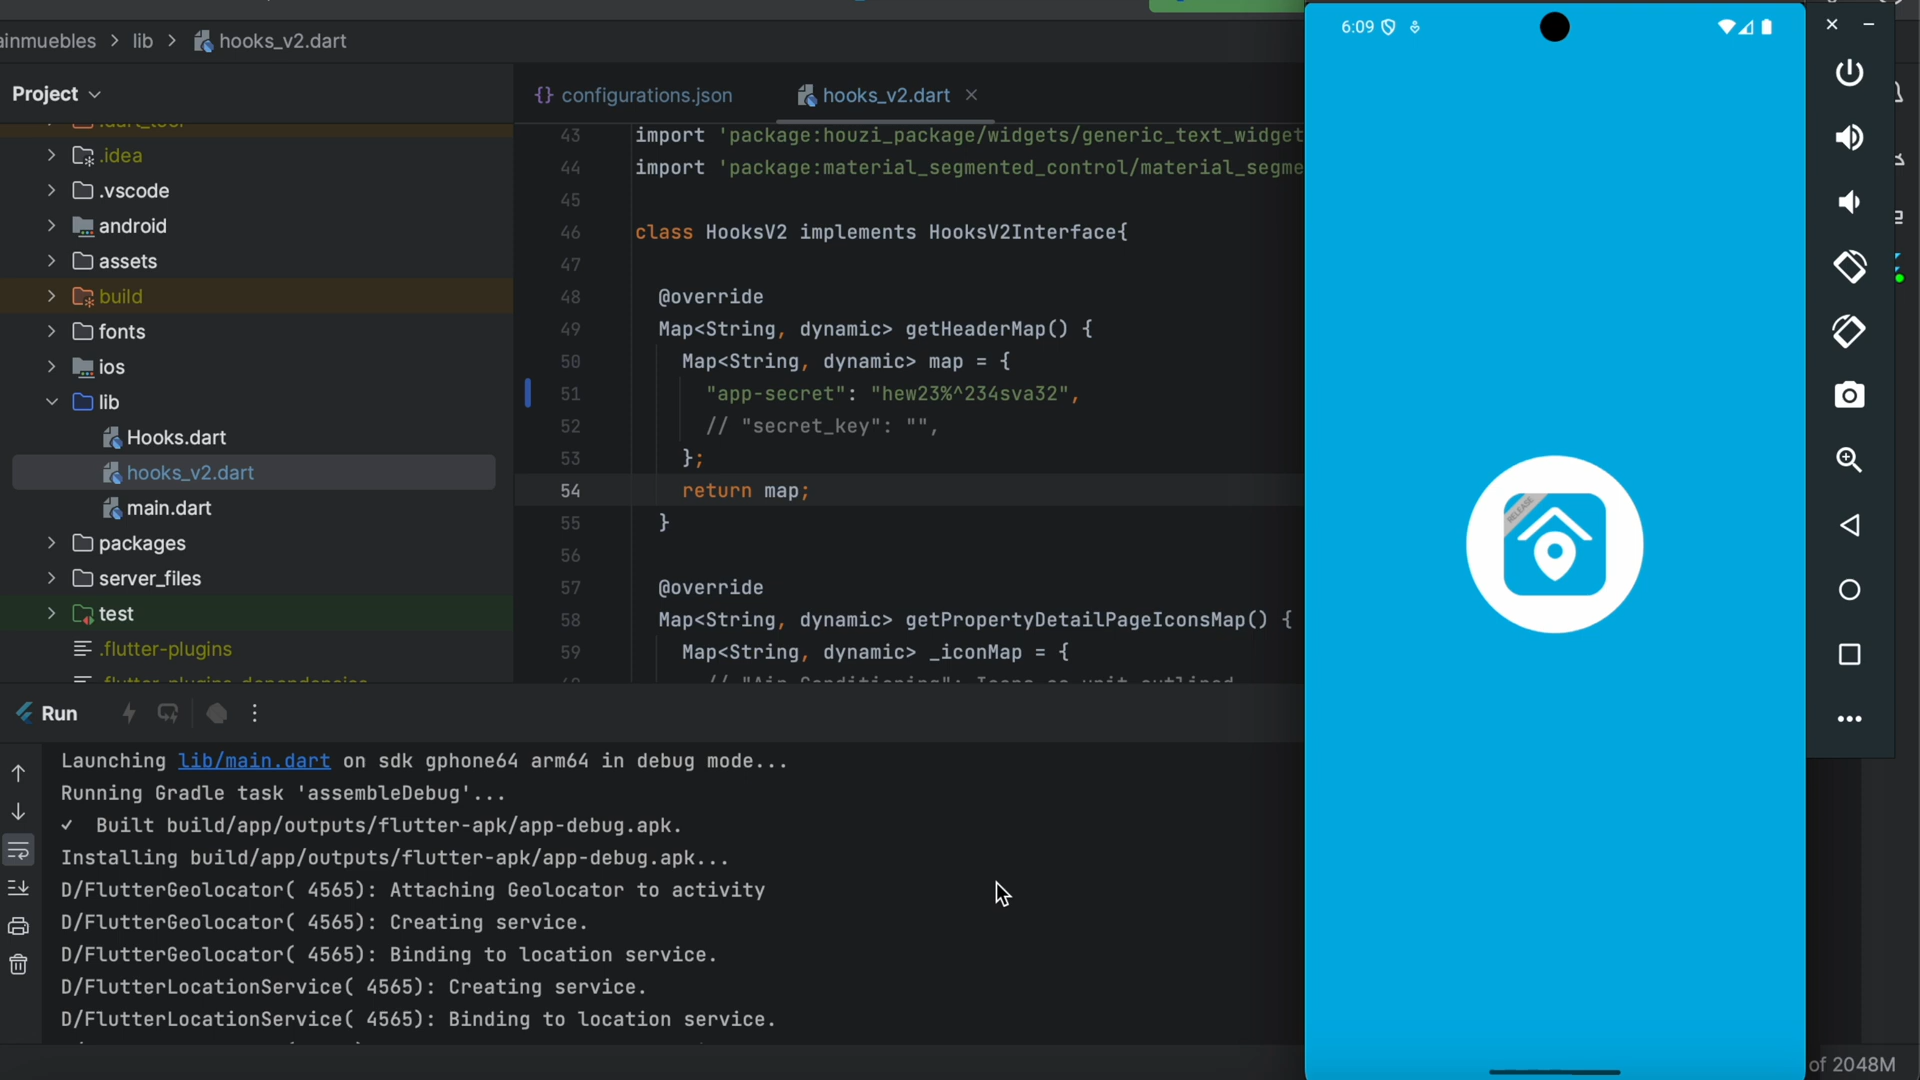 ainmuebles > lib > hooks_v2.dart
Project
.idea
.vscode
android
assets
build
fonts
ios
lib
Hooks.dart
hooks_v2.dart
main.dart
packages
server_files
test
.flutter-plugins
{} configurations.json
hooks_v2.dart
43 import 'package:houzi_package/widgets/generic_text_widget
44 import 'package:material_segmented_control/material_segme
45
46 class HooksV2 implements HooksV2Interface{
47
48 @override
49 Map<String, dynamic> getHeaderMap() {
50 Map<String, dynamic> map = {
51 "app-secret": "hew23%^234sva32",
52 // "secret_key": "",
53 };
54 return map;
55 }
56
57 @override
58 Map<String, dynamic> getPropertyDetailPageIconsMap() {
59 Map<String, dynamic> _iconMap = {
Run
Launching lib/main.dart on sdk gphone64 arm64 in debug mode...
Running Gradle task 'assembleDebug'...
✓ Built build/app/outputs/flutter-apk/app-debug.apk.
Installing build/app/outputs/flutter-apk/app-debug.apk...
D/FlutterGeolocator( 4565): Attaching Geolocator to activity
D/FlutterGeolocator( 4565): Creating service.
D/FlutterGeolocator( 4565): Binding to location service.
D/FlutterLocationService( 4565): Creating service.
D/FlutterLocationService( 4565): Binding to location service.
6:09
RELEASE
of 2048M